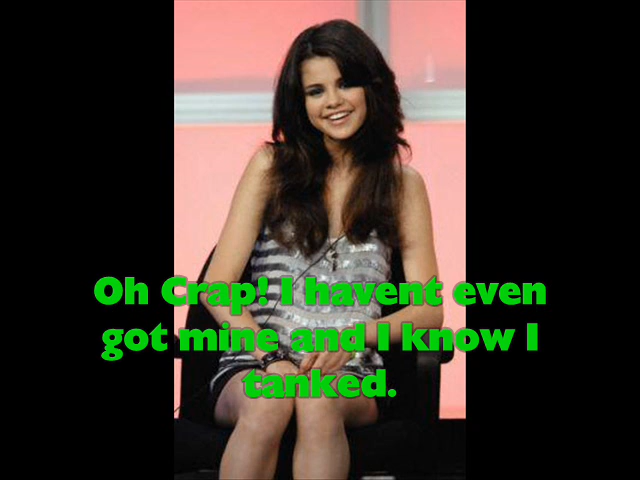 Oh Crap! I havent even
got mine and I know I
tanked.